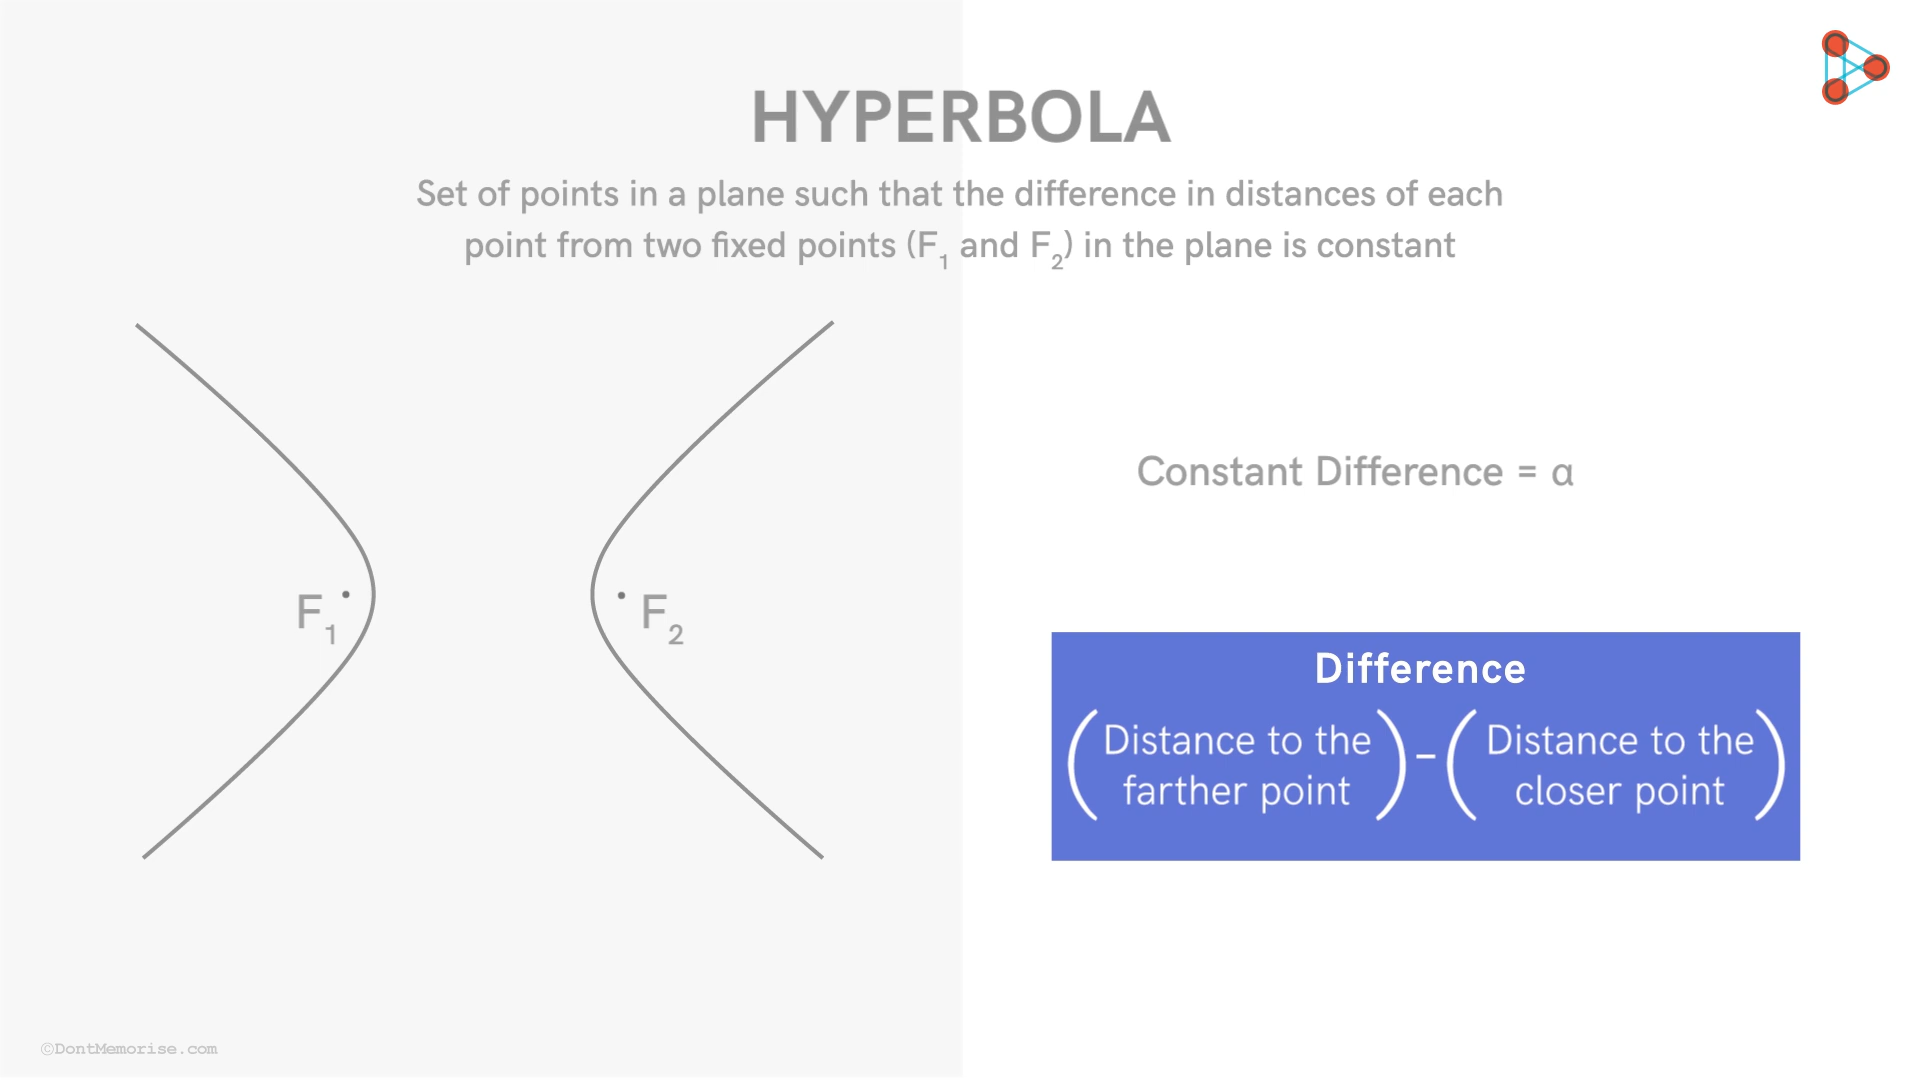 HYPERBOLA
Set of points in a plane such that the difference in distances of each
point from two fixed points (F₁ and F₂) in the plane is constant
Constant Difference = α
F₁
F₂
Difference
(Distance to the farther point) – (Distance to the closer point)
©DontMemorise.com